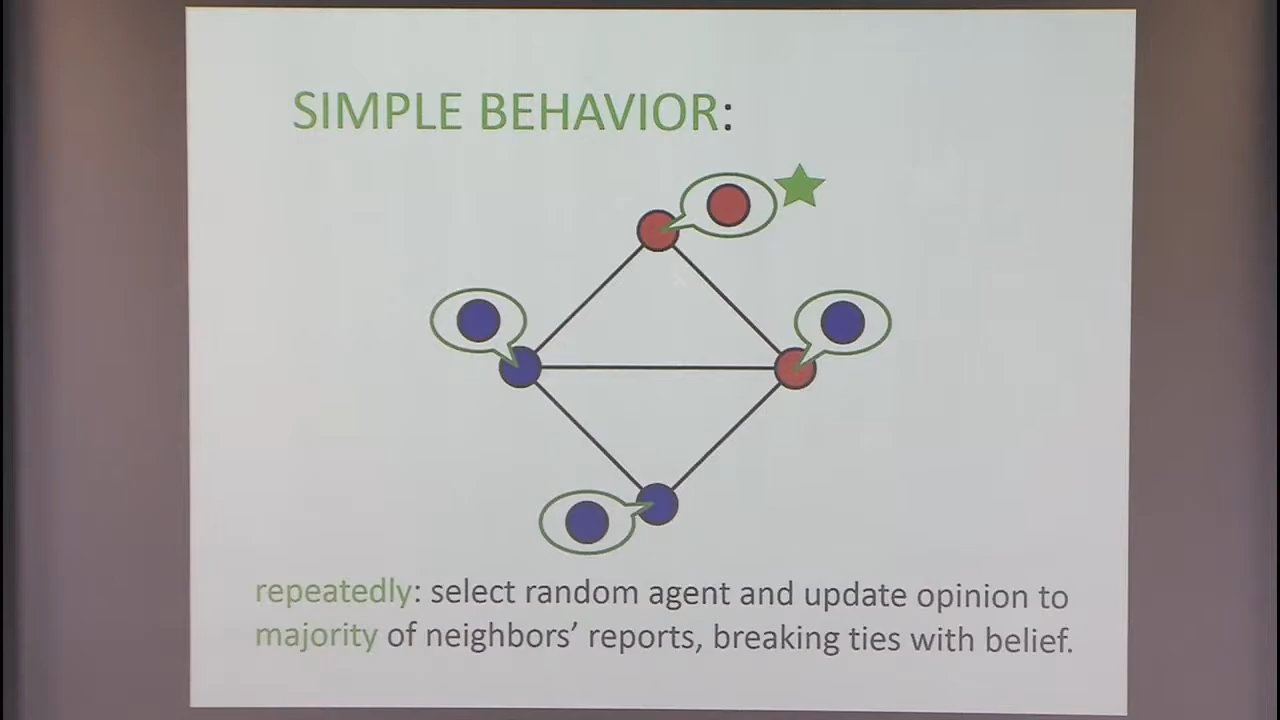 SIMPLE BEHAVIOR:
repeatedly: select random agent and update opinion to
majority of neighbors’ reports, breaking ties with belief.